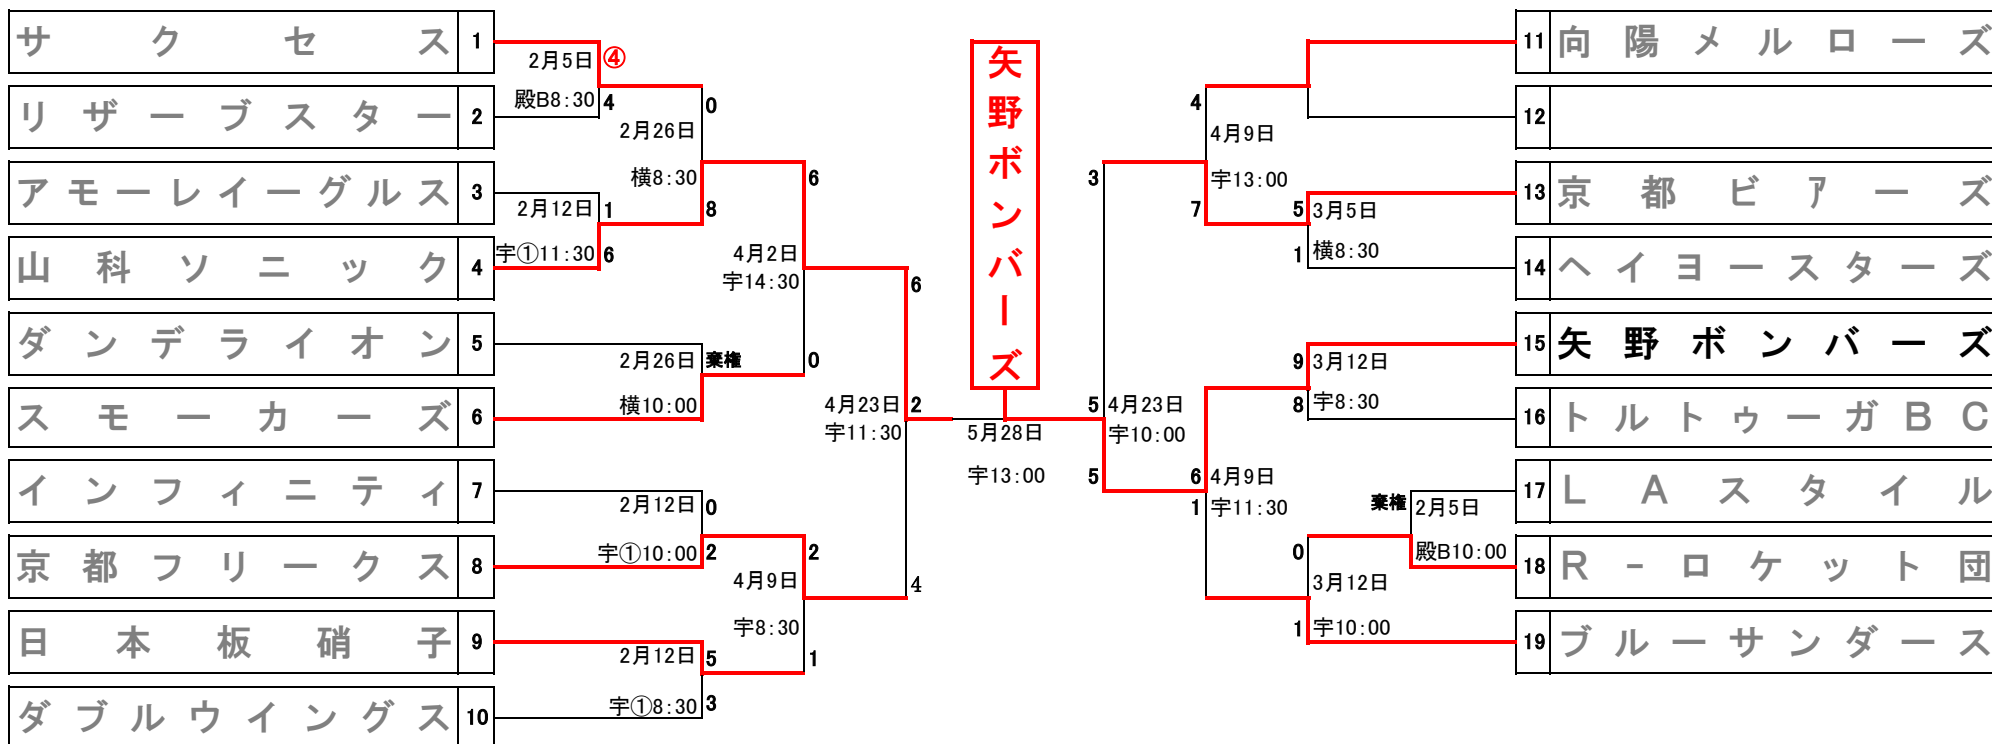 サクセス 1
2月5日 ④
殿B8:30 4
リザーブスター 2
0
2月26日
横8:30
8
アモーレイーグルス 3
2月12日 1
宇①11:30 6
山科ソニック 4
6
4月2日
宇14:30
0
ダンデライオン 5
2月26日 棄権
横10:00
スモーカーズ 6
6
4月23日 2
宇11:30
4
インフィニティ 7
2月12日 0
宇①10:00 2
京都フリークス 8
2
4月9日
宇8:30
1
日本板硝子 9
2月12日 5
宇①8:30 3
ダブルウイングス 10
矢野ボンバーズ
5月28日
宇13:00
5
5
3
5 4月23日
宇10:00
11 向陽メルローズ
12
4
4月9日
宇13:00
7
13 京都ビアーズ
5 3月5日
1 横8:30
14 ヘイヨースターズ
15 矢野ボンバーズ
9 3月12日
8 宇8:30
16 トルトゥーガBC
6 4月9日
1 宇11:30
17 LAスタイル
棄権 2月5日
殿B10:00
18 R-ロケット団
0
3月12日
1 宇10:00
19 ブルーサンダース